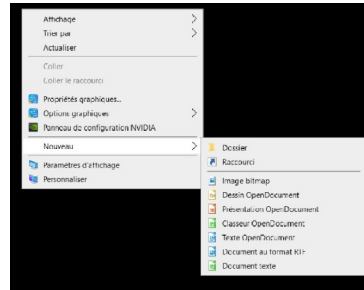 Affichage
Trier par
Actualiser
Coller
Coller le raccourci
Propriétés graphiques...
Options graphiques
Panneau de configuration NVIDIA
Nouveau
Paramètres d'affichage
Personnaliser
Dossier
Raccourci
Image bitmap
Dessin OpenDocument
Présentation OpenDocument
Classeur OpenDocument
Texte OpenDocument
Document au format RTF
Document texte